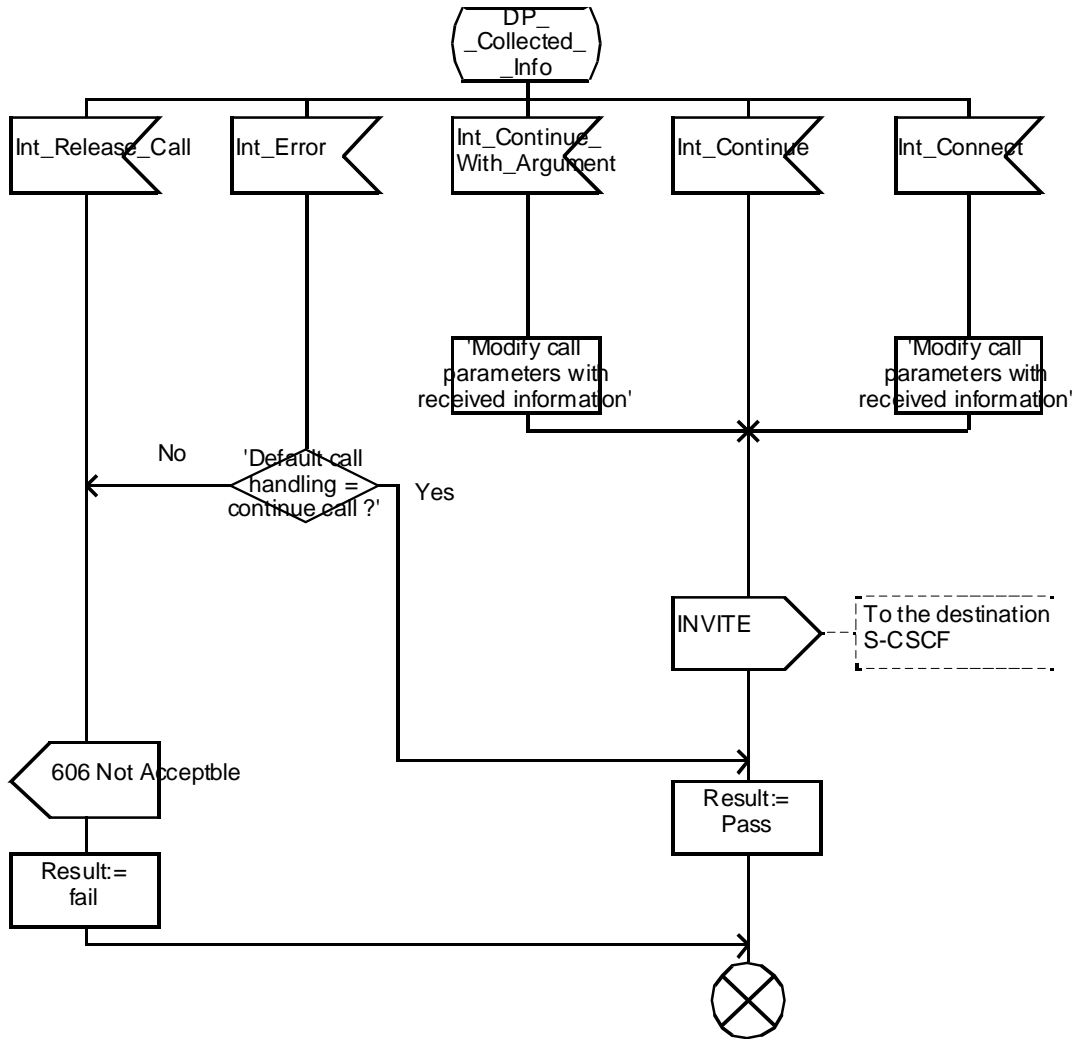 DP_
_Collected_
_Info
Int_Release_Call
Int_Error
Int_Continue_
With_Argument
Int_Continue
Int_Connect
'Modify call
parameters with
received information'
'Modify call
parameters with
received information'
No
'Default call
handling =
continue call ?'
Yes
INVITE
To the destination
S-CSCF
606 Not Acceptble
Result:=
Pass
Result:=
fail